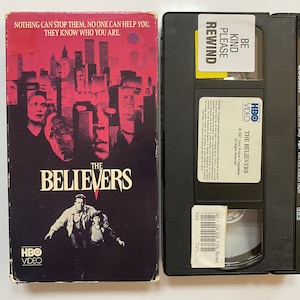 NOTHING CAN STOP THEM, NO ONE CAN HELP YOU.
THEY KNOW WHO YOU ARE.
THE
BELIEVERS
HBO
VIDEO
BE
KIND
PLEASE
REWIND
HBO
VIDEO
THE BELIEVERS